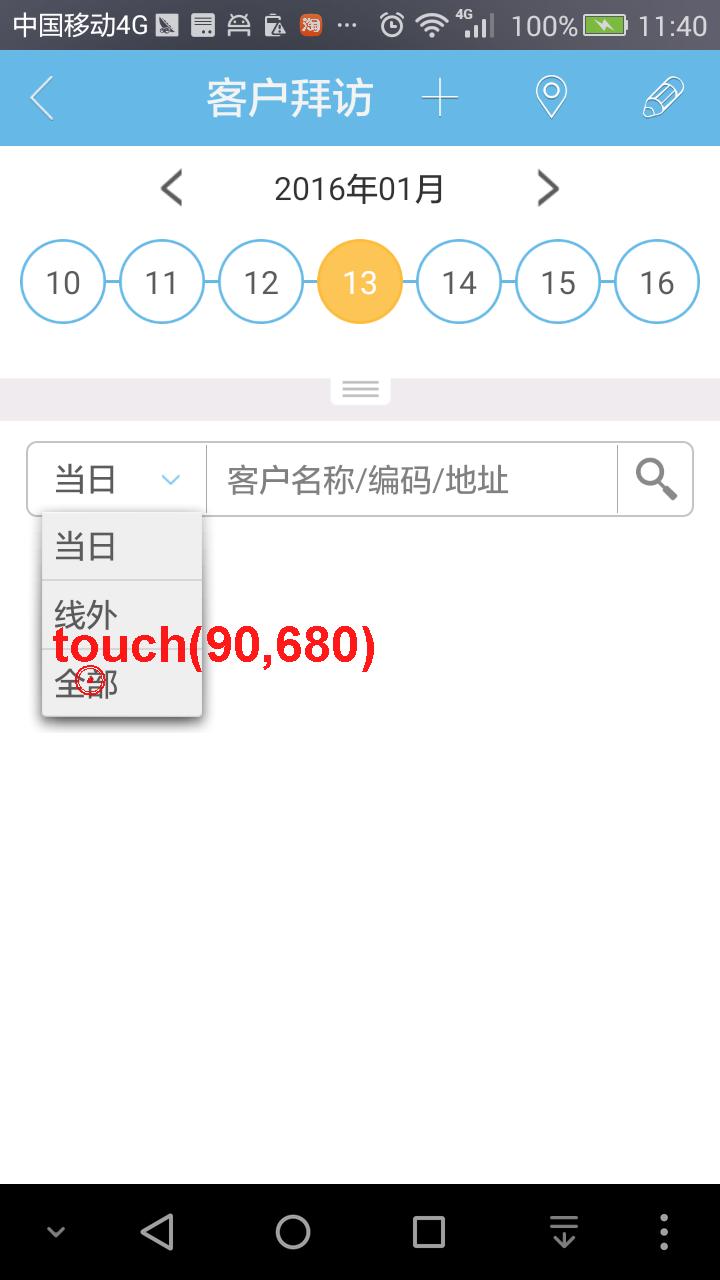 中国移动4G 淘 ... 4G 100% 11:40
客户拜访
2016年01月
10 11 12 13 14 15 16
当日 客户名称/编码/地址
当日
线外
touch(90,680)
全部